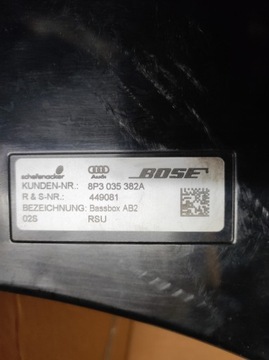 schefenacker Audi BOSE
KUNDEN-NR.: 8P3 035 382A
R & S-NR.: 449081
BEZEICHNUNG: Bassbox AB2
02S RSU